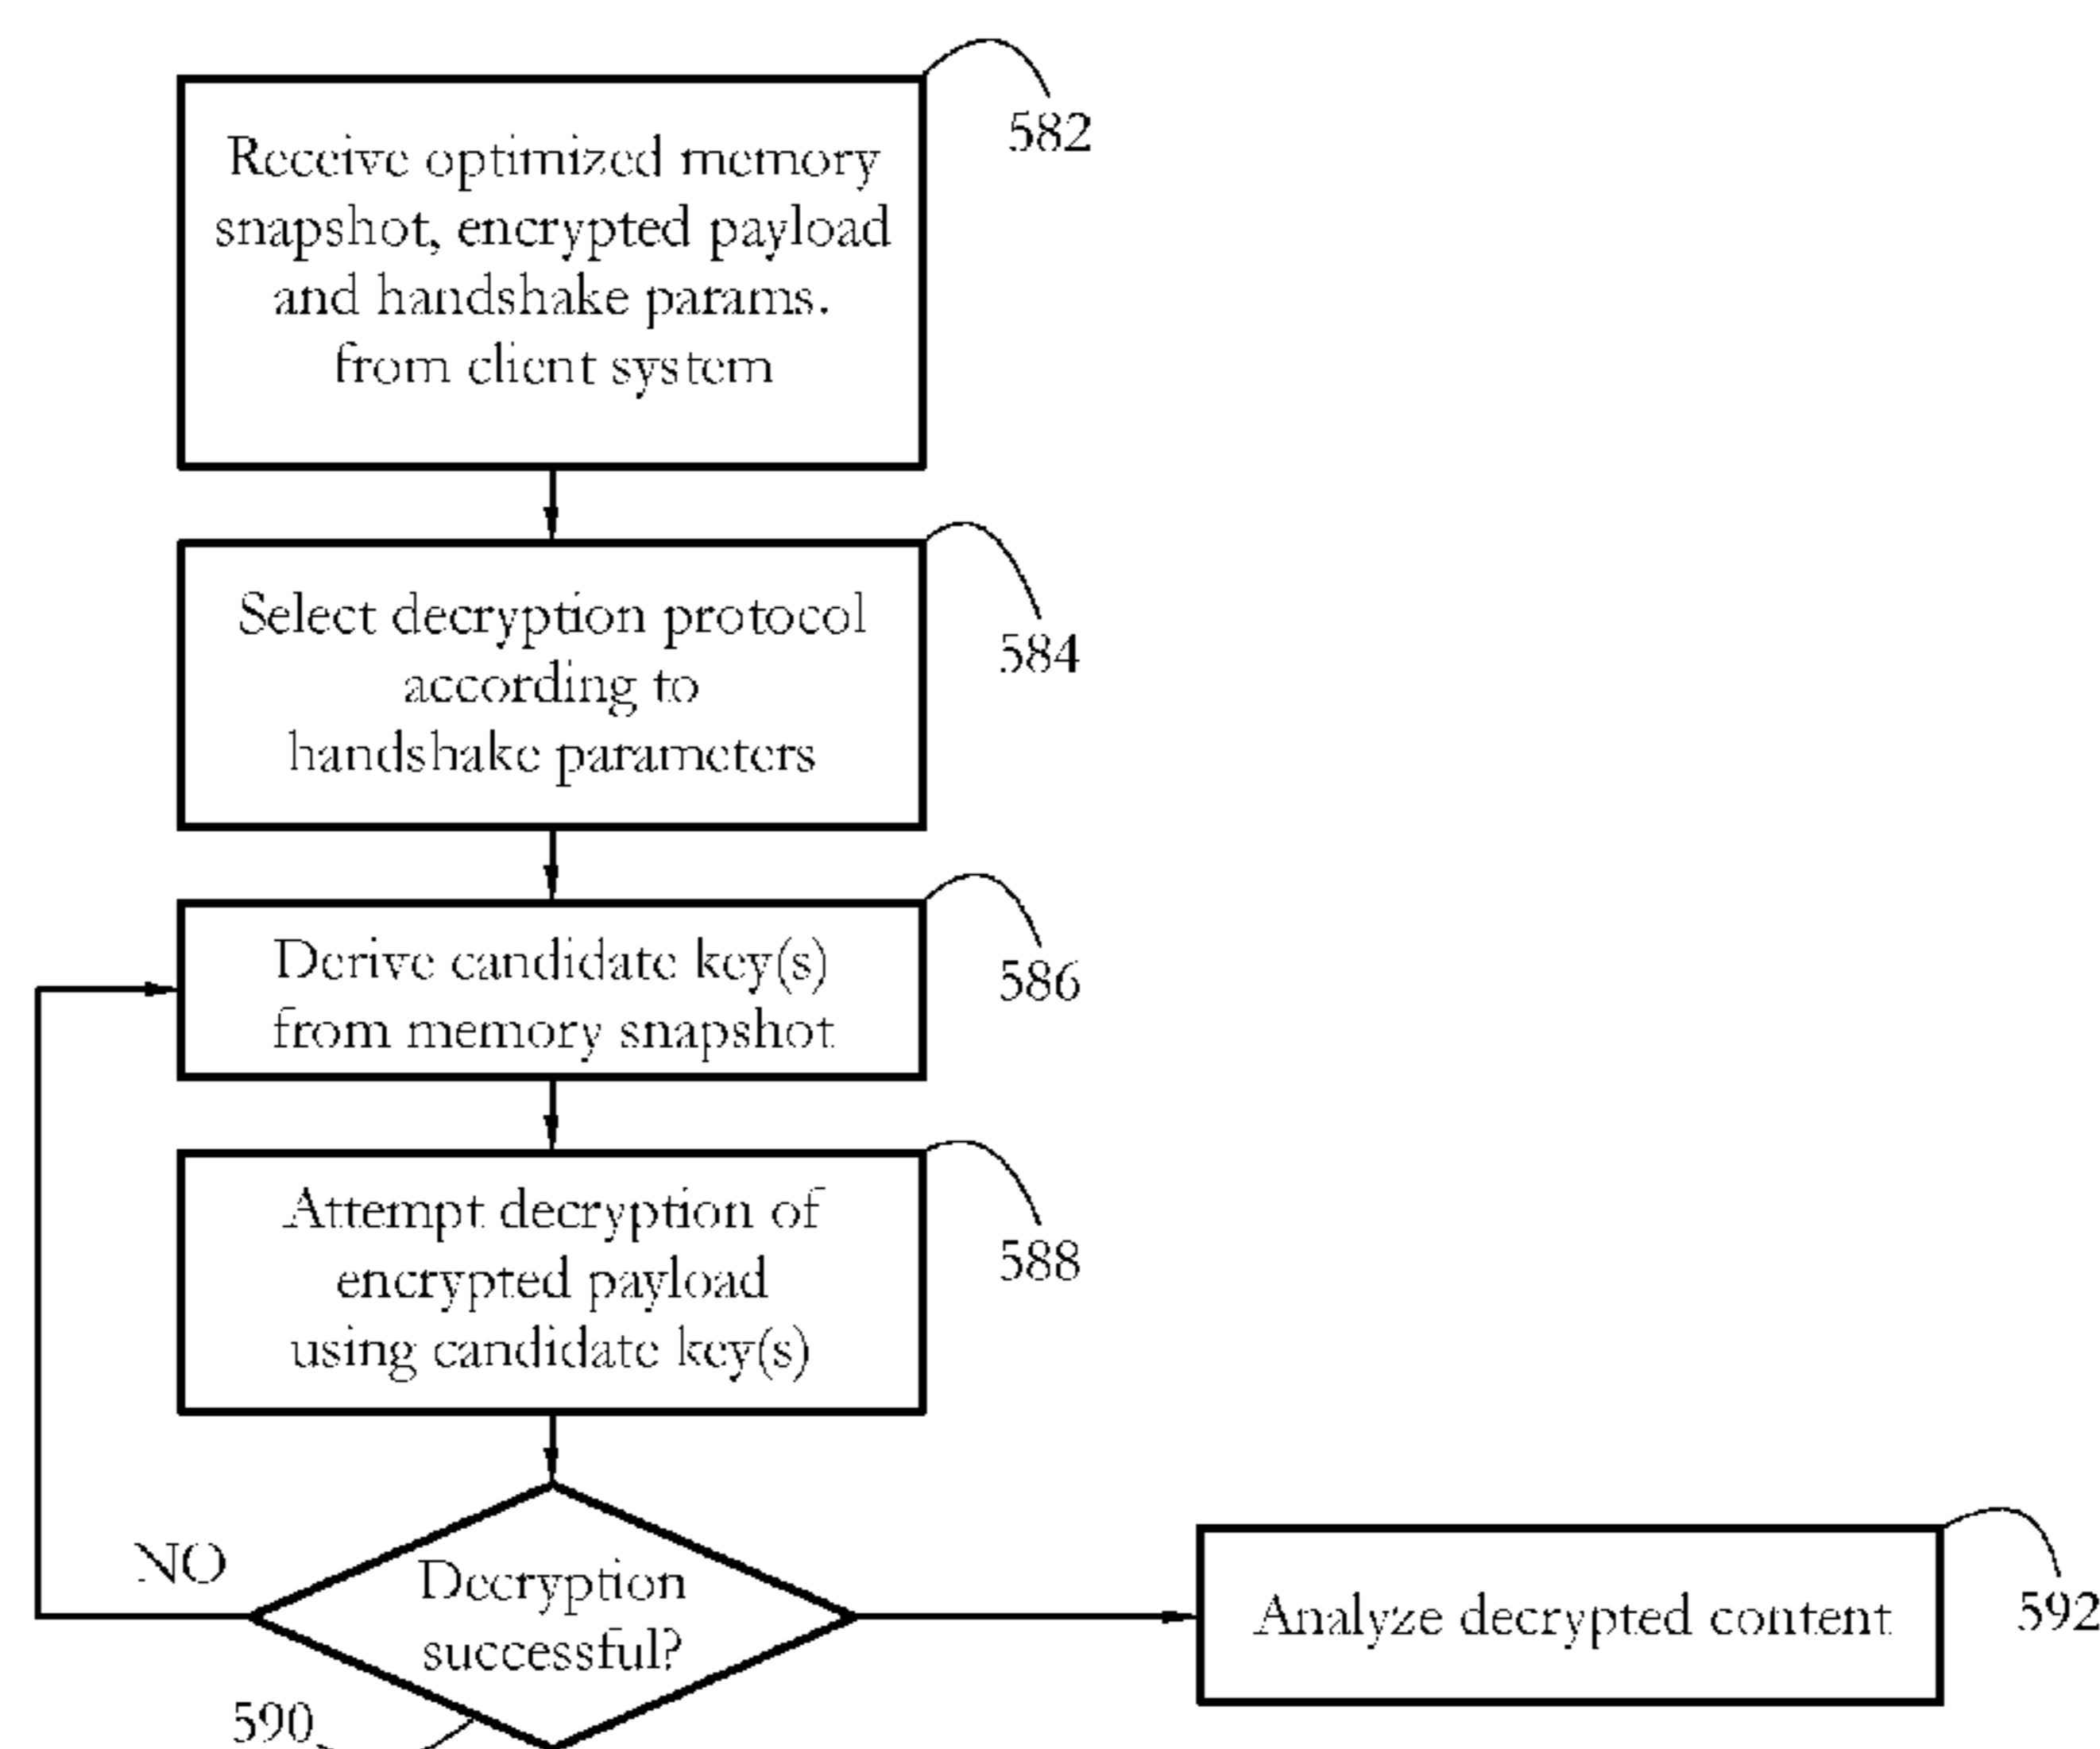 582
Receive optimized memory
snapshot, encrypted payload
and handshake params.
from client system
584
Select decryption protocol
according to
handshake parameters
586
Derive candidate key(s)
from memory snapshot
588
Attempt decryption of
encrypted payload
using candidate key(s)
NO
Decryption
successful?
590
Analyze decrypted content
592